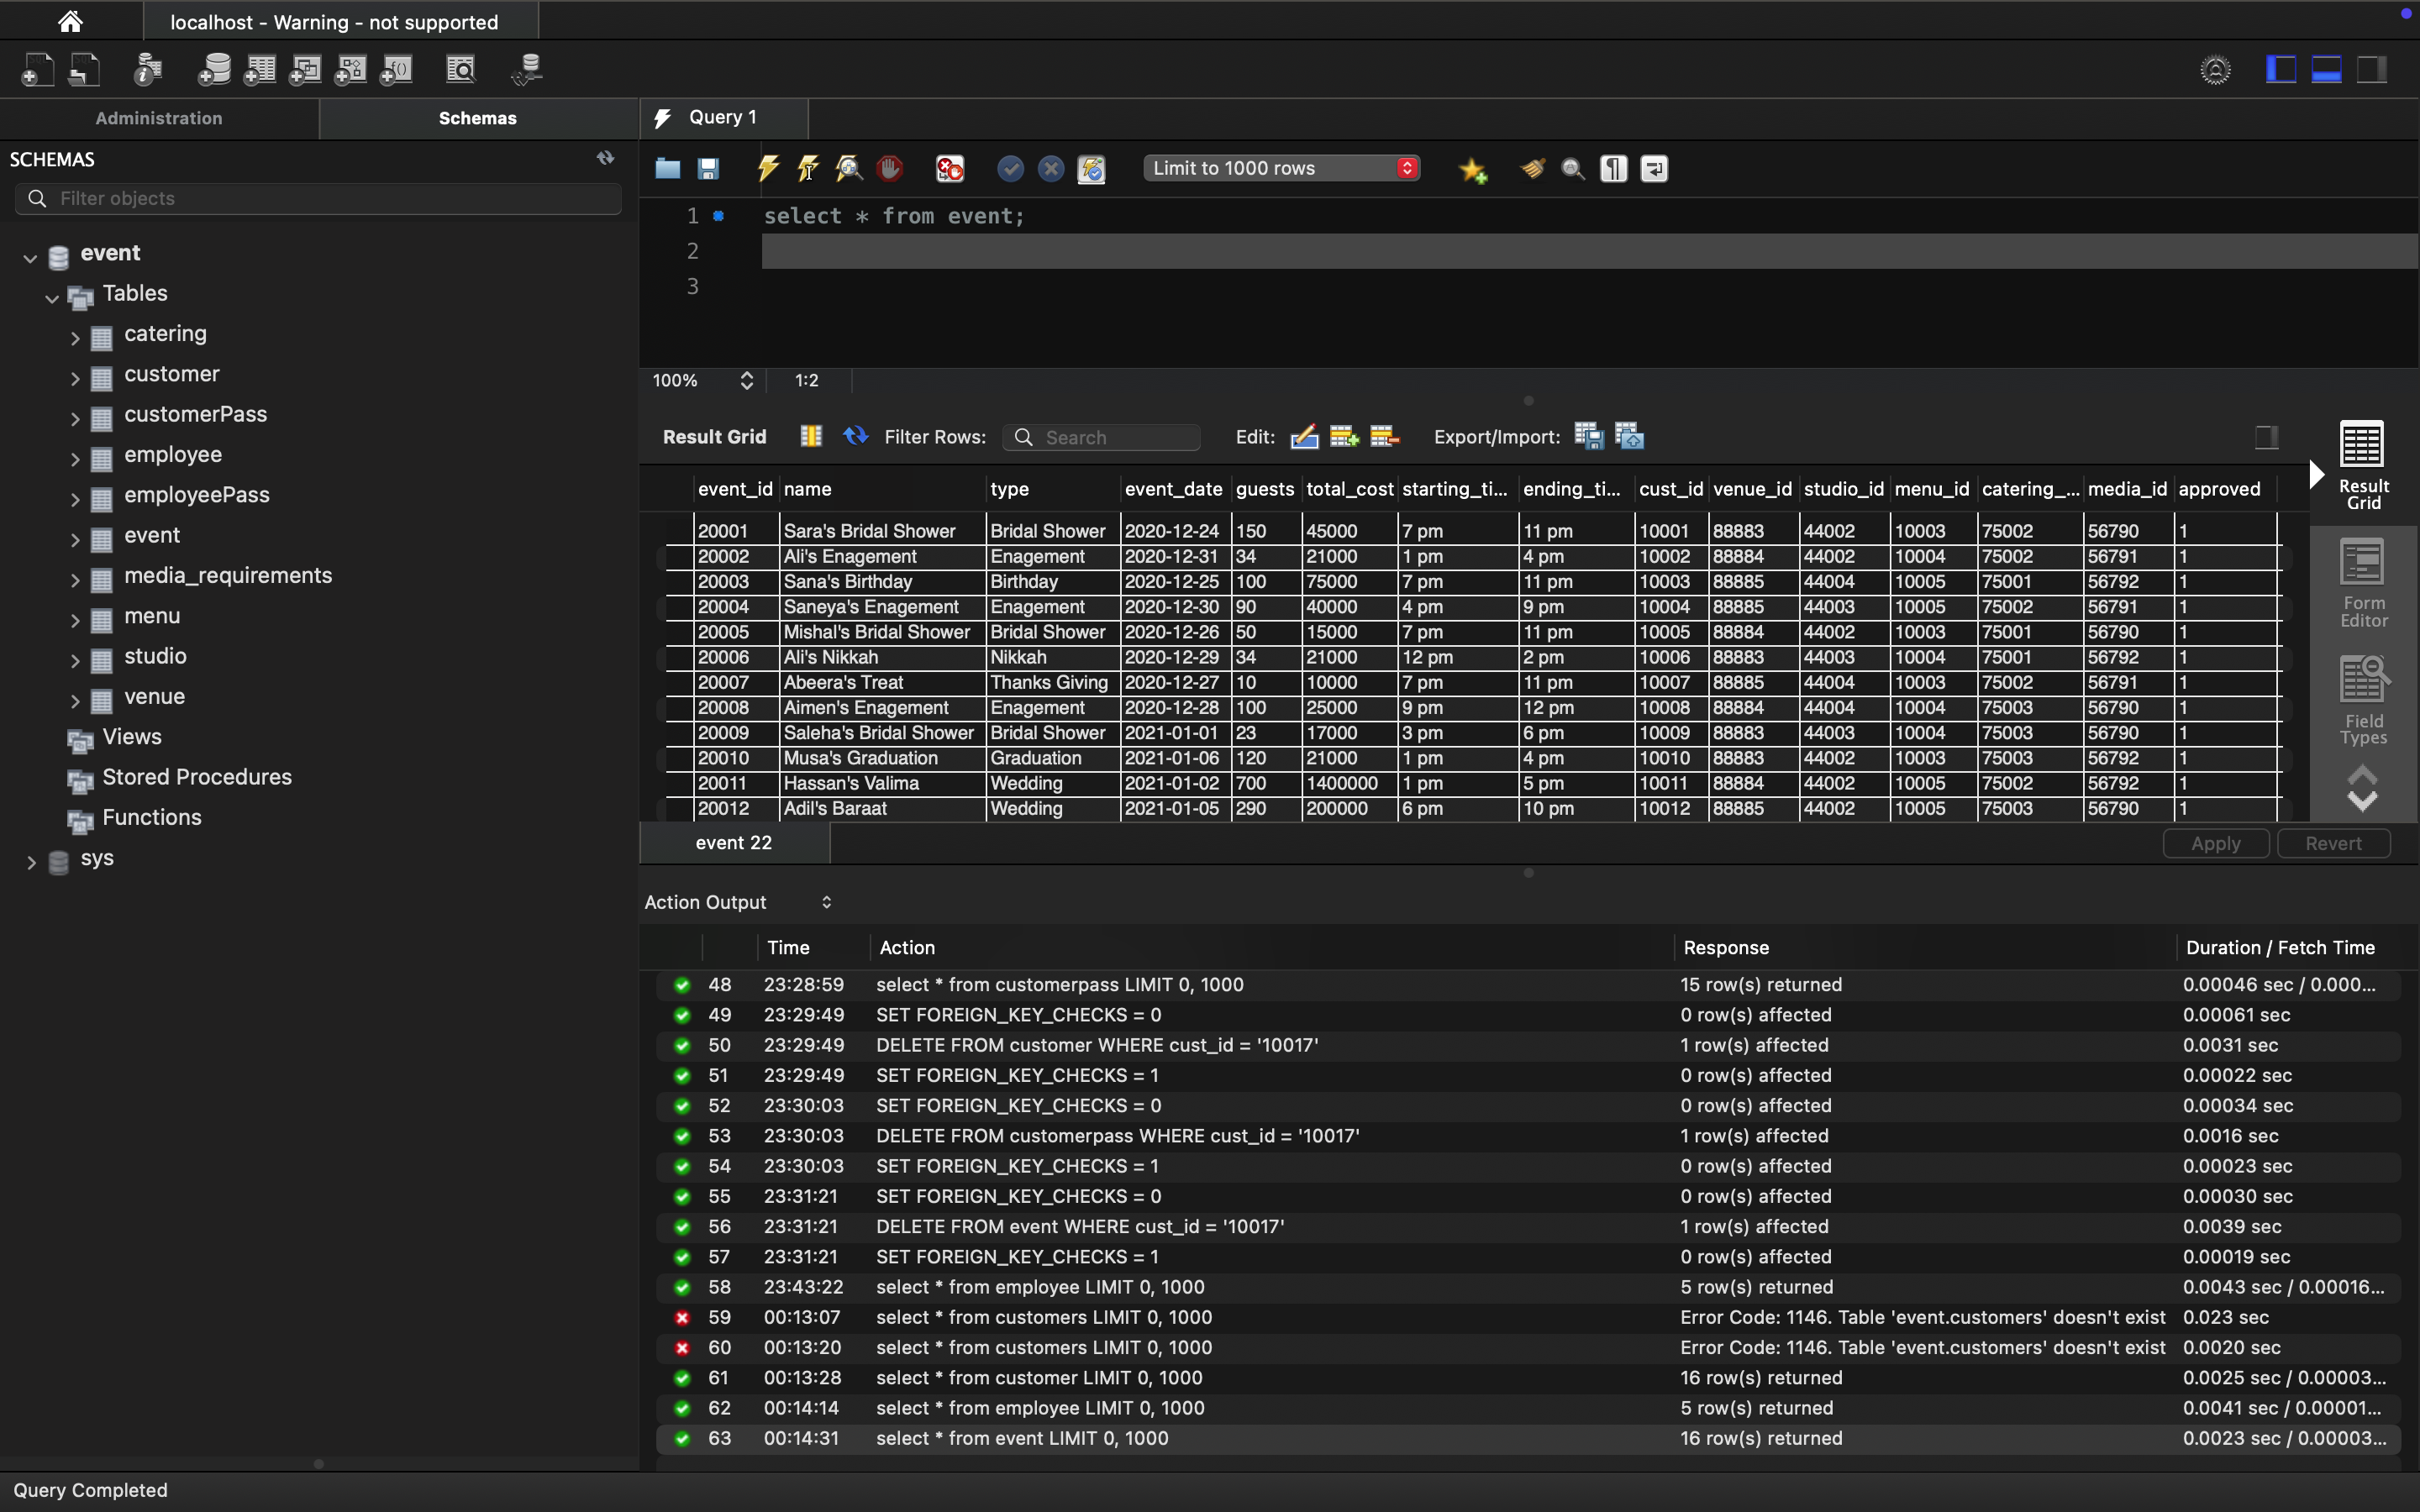 localhost - Warning - not supported
Administration Schemas Query 1
SCHEMAS
Filter objects
Limit to 1000 rows
1 select * from event;
2
3
event
Tables
catering
customer
customerPass
employee
employeePass
event
media_requirements
menu
studio
venue
Views
Stored Procedures
Functions
sys
100% 1:2
Result Grid Filter Rows: Search Edit: Export/Import:
event_id name type event_date guests total_cost starting_ti... ending_ti... cust_id venue_id studio_id menu_id catering_... media_id approved
20001 Sara's Bridal Shower Bridal Shower 2020-12-24 150 45000 7 pm 11 pm 10001 88883 44002 10003 75002 56790 1
20002 Ali's Enagement Enagement 2020-12-31 34 21000 1 pm 4 pm 10002 88884 44002 10004 75002 56791 1
20003 Sana's Birthday Birthday 2020-12-25 100 75000 7 pm 11 pm 10003 88885 44004 10005 75001 56792 1
20004 Saneya's Enagement Enagement 2020-12-30 90 40000 4 pm 9 pm 10004 88885 44003 10005 75002 56791 1
20005 Mishal's Bridal Shower Bridal Shower 2020-12-26 50 15000 7 pm 11 pm 10005 88884 44002 10003 75001 56790 1
20006 Ali's Nikkah Nikkah 2020-12-29 34 21000 12 pm 2 pm 10006 88883 44003 10004 75001 56792 1
20007 Abeera's Treat Thanks Giving 2020-12-27 10 10000 7 pm 11 pm 10007 88885 44004 10003 75002 56791 1
20008 Aimen's Enagement Enagement 2020-12-28 100 25000 9 pm 12 pm 10008 88884 44004 10004 75003 56790 1
20009 Saleha's Bridal Shower Bridal Shower 2021-01-01 23 17000 3 pm 6 pm 10009 88883 44003 10004 75003 56790 1
20010 Musa's Graduation Graduation 2021-01-06 120 21000 1 pm 4 pm 10010 88883 44002 10003 75003 56792 1
20011 Hassan's Valima Wedding 2021-01-02 700 1400000 1 pm 5 pm 10011 88884 44002 10005 75002 56792 1
20012 Adil's Baraat Wedding 2021-01-05 290 200000 6 pm 10 pm 10012 88885 44002 10005 75003 56790 1
Result
Grid
Form
Editor
Field
Types
event 22 Apply Revert
Action Output
Time Action Response Duration / Fetch Time
48 23:28:59 select * from customerpass LIMIT 0, 1000 15 row(s) returned 0.00046 sec / 0.000...
49 23:29:49 SET FOREIGN_KEY_CHECKS = 0 0 row(s) affected 0.00061 sec
50 23:29:49 DELETE FROM customer WHERE cust_id = '10017' 1 row(s) affected 0.0031 sec
51 23:29:49 SET FOREIGN_KEY_CHECKS = 1 0 row(s) affected 0.00022 sec
52 23:30:03 SET FOREIGN_KEY_CHECKS = 0 0 row(s) affected 0.00034 sec
53 23:30:03 DELETE FROM customerpass WHERE cust_id = '10017' 1 row(s) affected 0.0016 sec
54 23:30:03 SET FOREIGN_KEY_CHECKS = 1 0 row(s) affected 0.00023 sec
55 23:31:21 SET FOREIGN_KEY_CHECKS = 0 0 row(s) affected 0.00030 sec
56 23:31:21 DELETE FROM event WHERE cust_id = '10017' 1 row(s) affected 0.0039 sec
57 23:31:21 SET FOREIGN_KEY_CHECKS = 1 0 row(s) affected 0.00019 sec
58 23:43:22 select * from employee LIMIT 0, 1000 5 row(s) returned 0.0043 sec / 0.00016...
59 00:13:07 select * from customers LIMIT 0, 1000 Error Code: 1146. Table 'event.customers' doesn't exist 0.023 sec
60 00:13:20 select * from customers LIMIT 0, 1000 Error Code: 1146. Table 'event.customers' doesn't exist 0.0020 sec
61 00:13:28 select * from customer LIMIT 0, 1000 16 row(s) returned 0.0025 sec / 0.00003...
62 00:14:14 select * from employee LIMIT 0, 1000 5 row(s) returned 0.0041 sec / 0.00001...
63 00:14:31 select * from event LIMIT 0, 1000 16 row(s) returned 0.0023 sec / 0.00003...
Query Completed